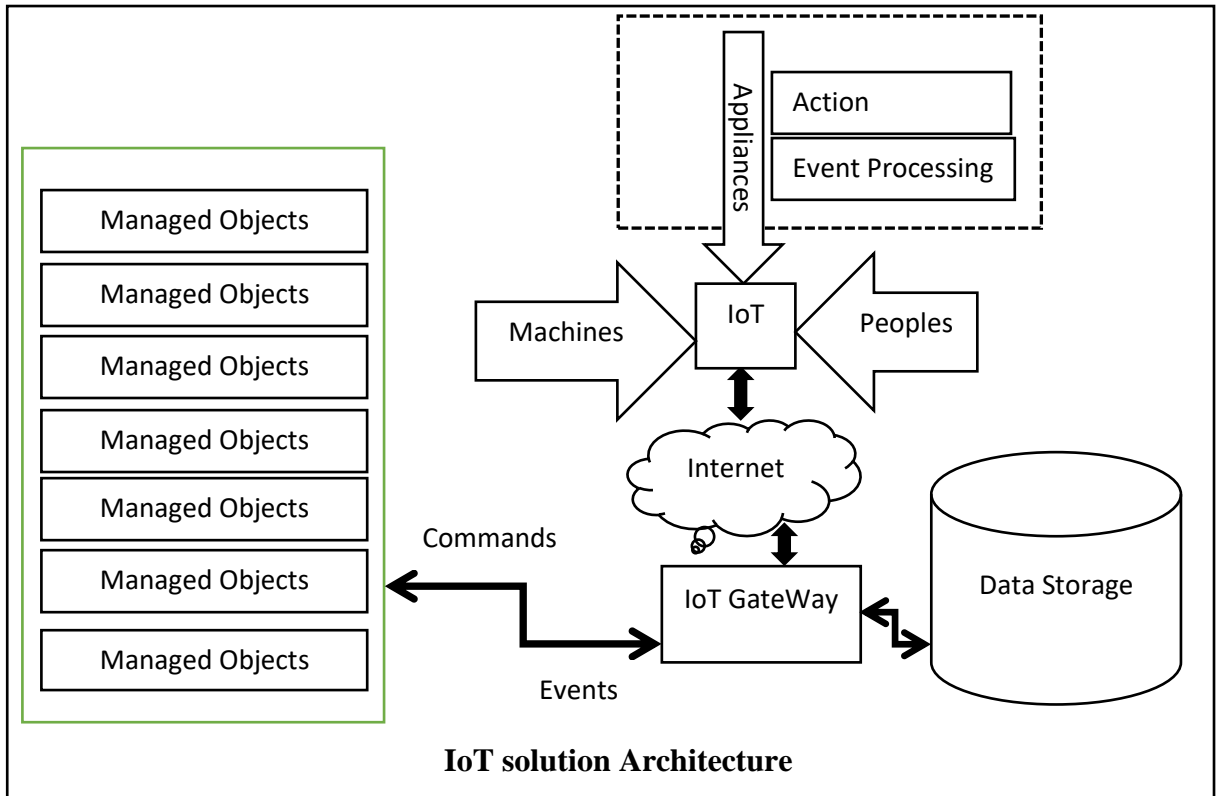 Appliances
Action
Event Processing
Managed Objects
Managed Objects
Managed Objects
Managed Objects
Managed Objects
Managed Objects
Managed Objects
Machines
IoT
Peoples
Internet
Commands
Events
IoT GateWay
Data Storage
IoT solution Architecture